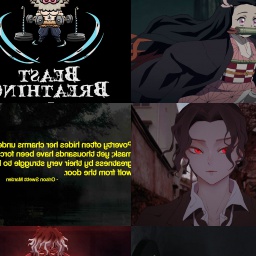 BEAST
BREATHING
Poverty often hides her charms unde
mask yet thousands have been forc
greatness by their very struggle to
wolf from the door.
- Orison Swett Marden